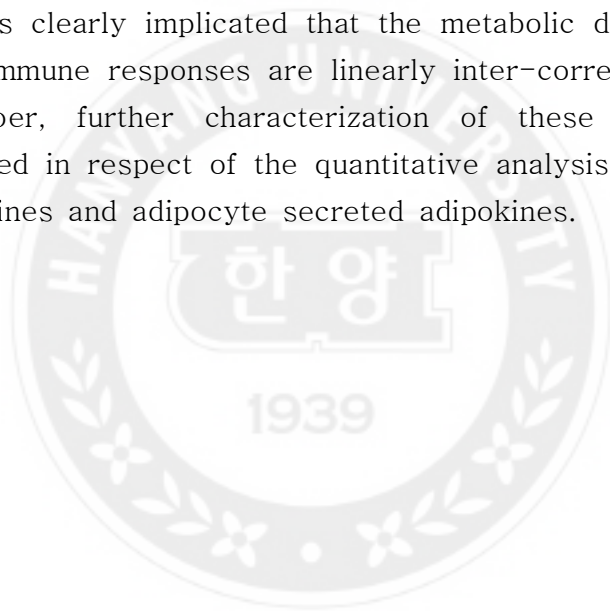 s clearly implicated that the metabolic d
mmune responses are linearly inter-corre
per, further characterization of these
ed in respect of the quantitative analysis
ines and adipocyte secreted adipokines.
HANYANG UNIVERSITY
한양
1939